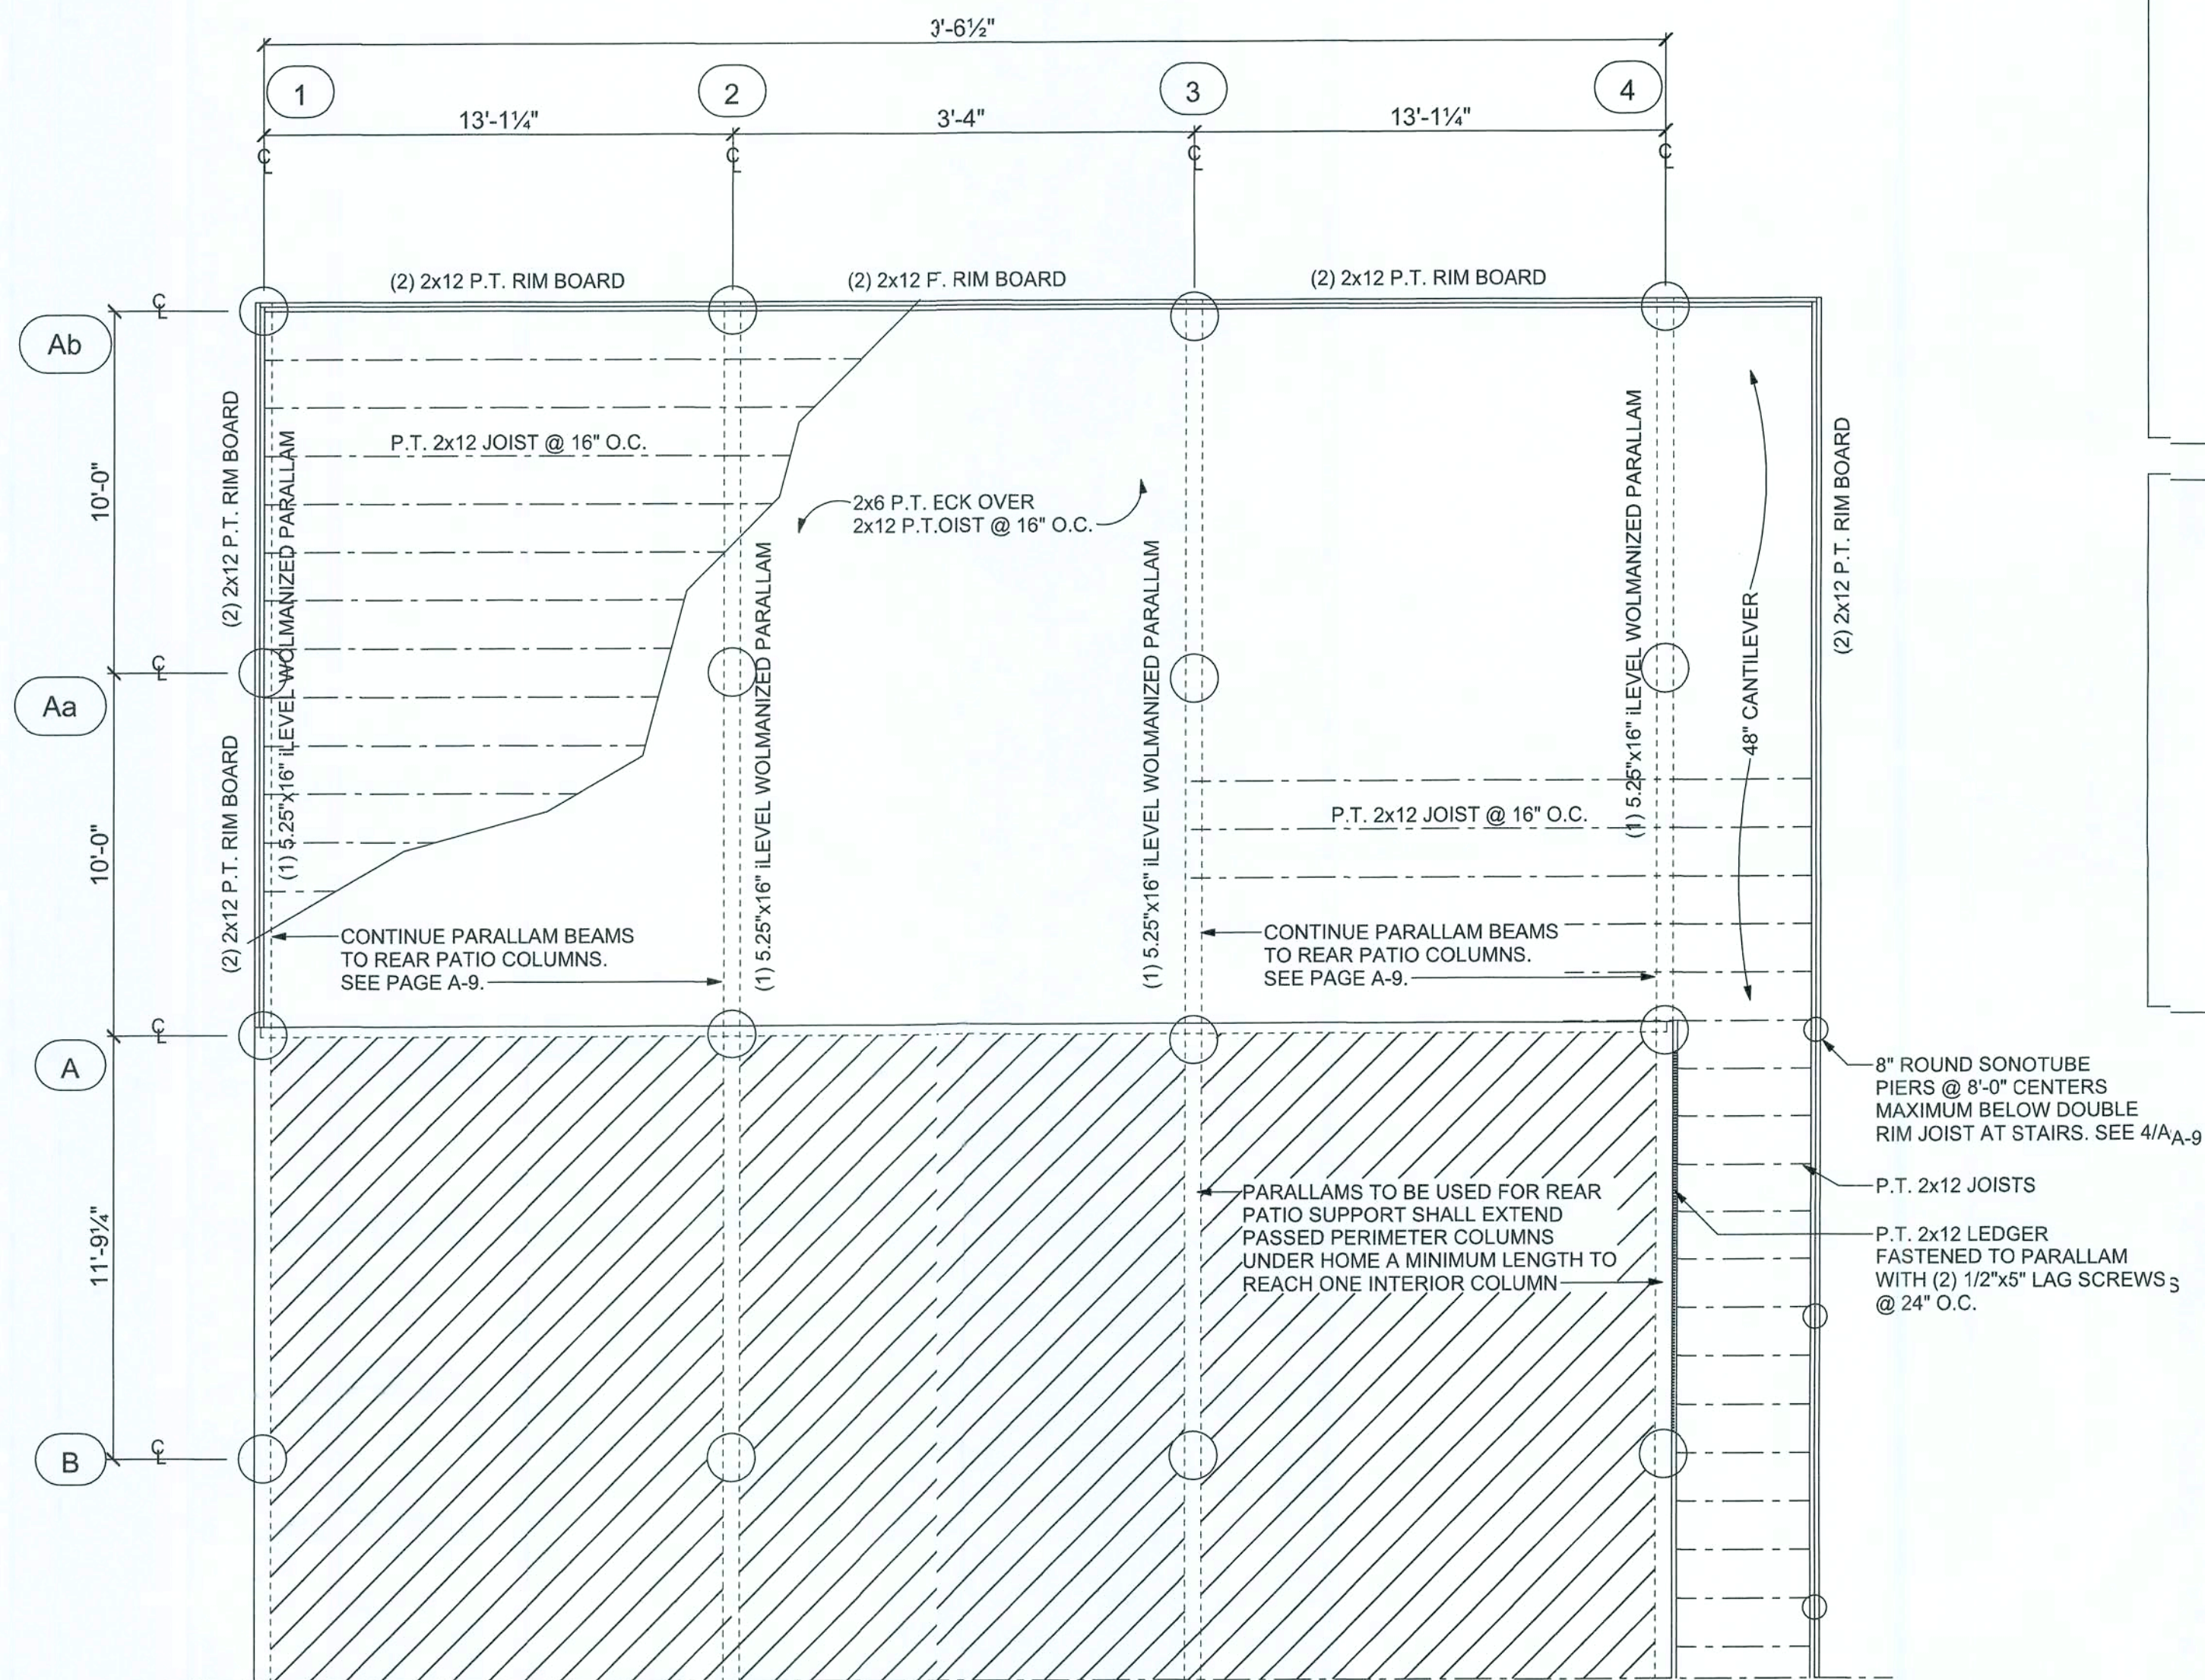 3'-6½"
1
2
3
4
13'-1¼"
3'-4"
13'-1¼"
(2) 2x12 P.T. RIM BOARD
(2) 2x12 F. RIM BOARD
(2) 2x12 P.T. RIM BOARD
Ab
Aa
A
B
10'-0"
10'-0"
11'-9¼"
(2) 2x12 P.T. RIM BOARD
(2) 2x12 P.T. RIM BOARD
(1) 5.25"x16" iLEVEL WOLMANIZED PARALLAM
P.T. 2x12 JOIST @ 16" O.C.
2x6 P.T. ECK OVER
2x12 P.T.OIST @ 16" O.C.
(1) 5.25"x16" iLEVEL WOLMANIZED PARALLAM
(1) 5.25"x16" iLEVEL WOLMANIZED PARALLAM
(1) 5.25"x16" iLEVEL WOLMANIZED PARALLAM
48" CANTILEVER
(2) 2x12 P.T. RIM BOARD
P.T. 2x12 JOIST @ 16" O.C.
CONTINUE PARALLAM BEAMS
TO REAR PATIO COLUMNS.
SEE PAGE A-9.
CONTINUE PARALLAM BEAMS
TO REAR PATIO COLUMNS.
SEE PAGE A-9.
8" ROUND SONOTUBE
PIERS @ 8'-0" CENTERS
MAXIMUM BELOW DOUBLE
RIM JOIST AT STAIRS. SEE 4/A A-9
P.T. 2x12 JOISTS
P.T. 2x12 LEDGER
FASTENED TO PARALLAM
WITH (2) 1/2"x5" LAG SCREWS S
@ 24" O.C.
PARALLAMS TO BE USED FOR REAR
PATIO SUPPORT SHALL EXTEND
PASSED PERIMETER COLUMNS
UNDER HOME A MINIMUM LENGTH TO
REACH ONE INTERIOR COLUMN